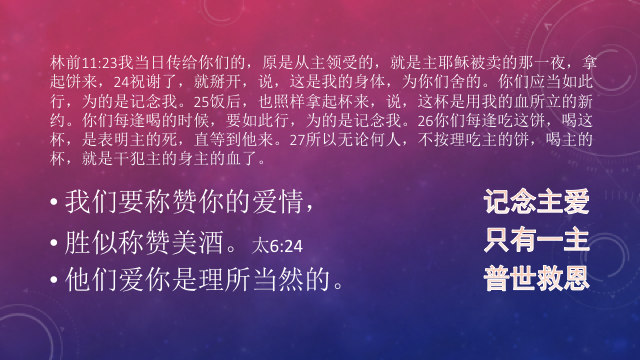 林前11:23我当日传给你们的，原是从主领受的，就是主耶稣被卖的那一夜，拿
起饼来，24祝谢了，就掰开，说，这是我的身体，为你们舍的。你们应当如此
行，为的是记念我。25饭后，也照样拿起杯来，说，这杯是用我的血所立的新
约。你们每逢喝的时候，要如此行，为的是记念我。26你们每逢吃这饼，喝这
杯，是表明主的死，直等到他来。27所以无论何人，不按理吃主的饼，喝主的
杯，就是干犯主的身主的血了。
• 我们要称赞你的爱情，
• 胜似称赞美酒。太6:24
• 他们爱你是理所当然的。
记念主爱
只有一主
普世救恩